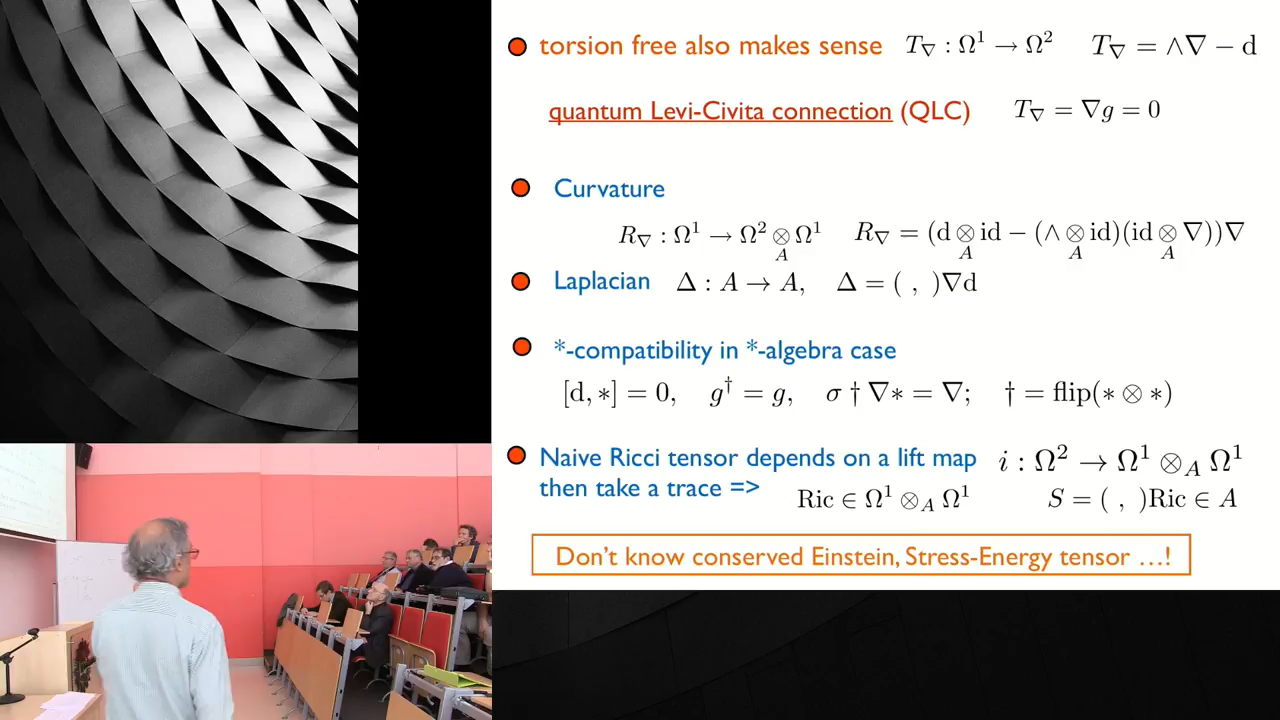 torsion free also makes sense T_∇ : Ω¹ → Ω² T_∇ = ∧∇ − d
quantum Levi-Civita connection (QLC) T_∇ = ∇g = 0
Curvature
R_∇ : Ω¹ → Ω² ⊗_A Ω¹ R_∇ = (d ⊗_A id − (∧ ⊗_A id)(id ⊗_A ∇))∇
Laplacian Δ : A → A, Δ = ( , )∇d
*-compatibility in *-algebra case
[d, *] = 0, g† = g, σ † ∇* = ∇; † = flip(* ⊗ *)
Naive Ricci tensor depends on a lift map i : Ω² → Ω¹ ⊗_A Ω¹
then take a trace => Ric ∈ Ω¹ ⊗_A Ω¹ S = ( , )Ric ∈ A
Don't know conserved Einstein, Stress-Energy tensor …!